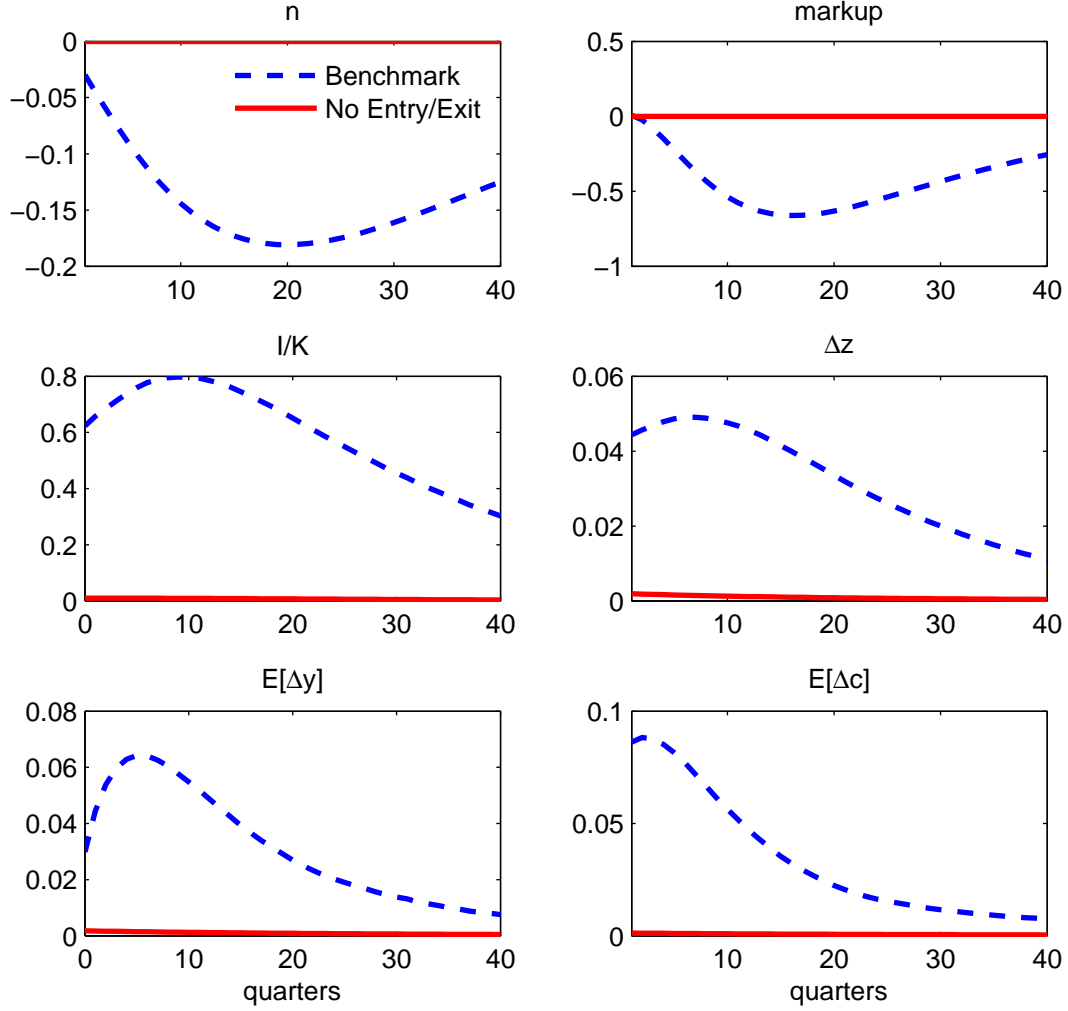 n
0
−0.05
−0.1
−0.15
−0.2
10 20 30 40
Benchmark
No Entry/Exit
markup
0.5
0
−0.5
−1
10 20 30 40
I/K
0.8
0.6
0.4
0.2
0
0 10 20 30 40
Δz
0.06
0.04
0.02
0
10 20 30 40
E[Δy]
0.08
0.06
0.04
0.02
0
0 10 20 30 40
quarters
E[Δc]
0.1
0.05
0
10 20 30 40
quarters